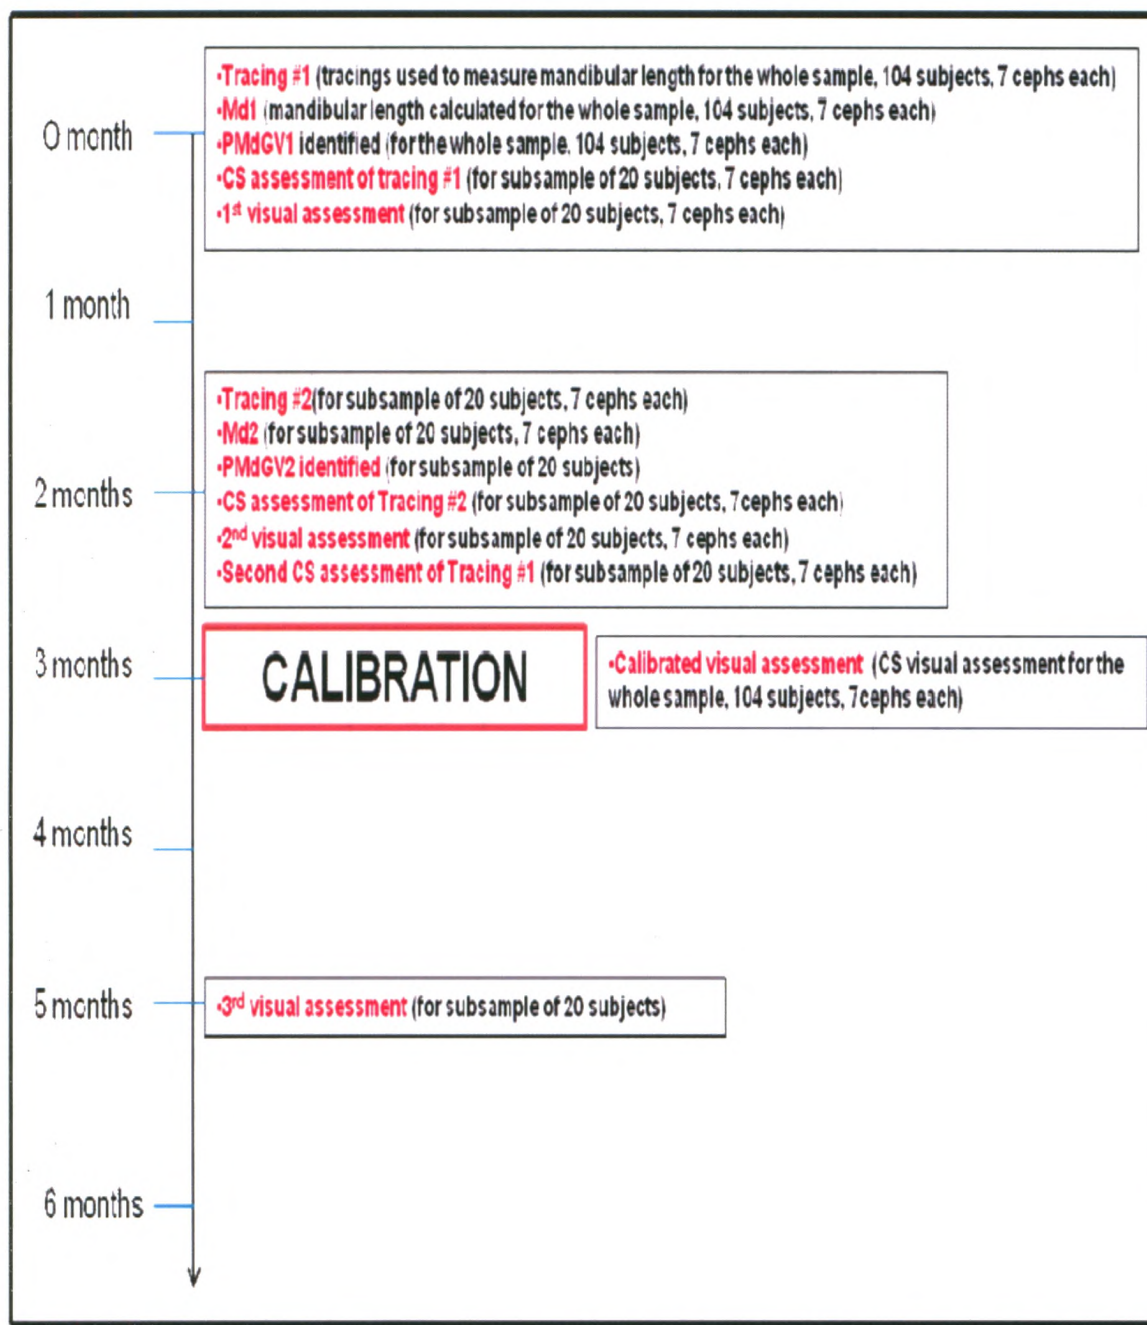 O month
•Tracing #1 (tracings used to measure mandibular length for the whole sample, 104 subjects, 7 cephs each)
•Md1 (mandibular length calculated for the whole sample, 104 subjects, 7 cephs each)
•PMdGV1 identified (for the whole sample, 104 subjects, 7 cephs each)
•CS assessment of tracing #1 (for subsample of 20 subjects, 7 cephs each)
•1st visual assessment (for subsample of 20 subjects, 7 cephs each)
1 month
2 months
•Tracing #2(for subsample of 20 subjects, 7 cephs each)
•Md2 (for subsample of 20 subjects, 7 cephs each)
•PMdGV2 identified (for subsample of 20 subjects)
•CS assessment of Tracing #2 (for subsample of 20 subjects, 7cephs each)
•2nd visual assessment (for subsample of 20 subjects, 7 cephs each)
•Second CS assessment of Tracing #1 (for subsample of 20 subjects, 7 cephs each)
3 months
CALIBRATION
•Calibrated visual assessment (CS visual assessment for the
whole sample, 104 subjects, 7cephs each)
4 months
5 months
•3rd visual assessment (for subsample of 20 subjects)
6 months